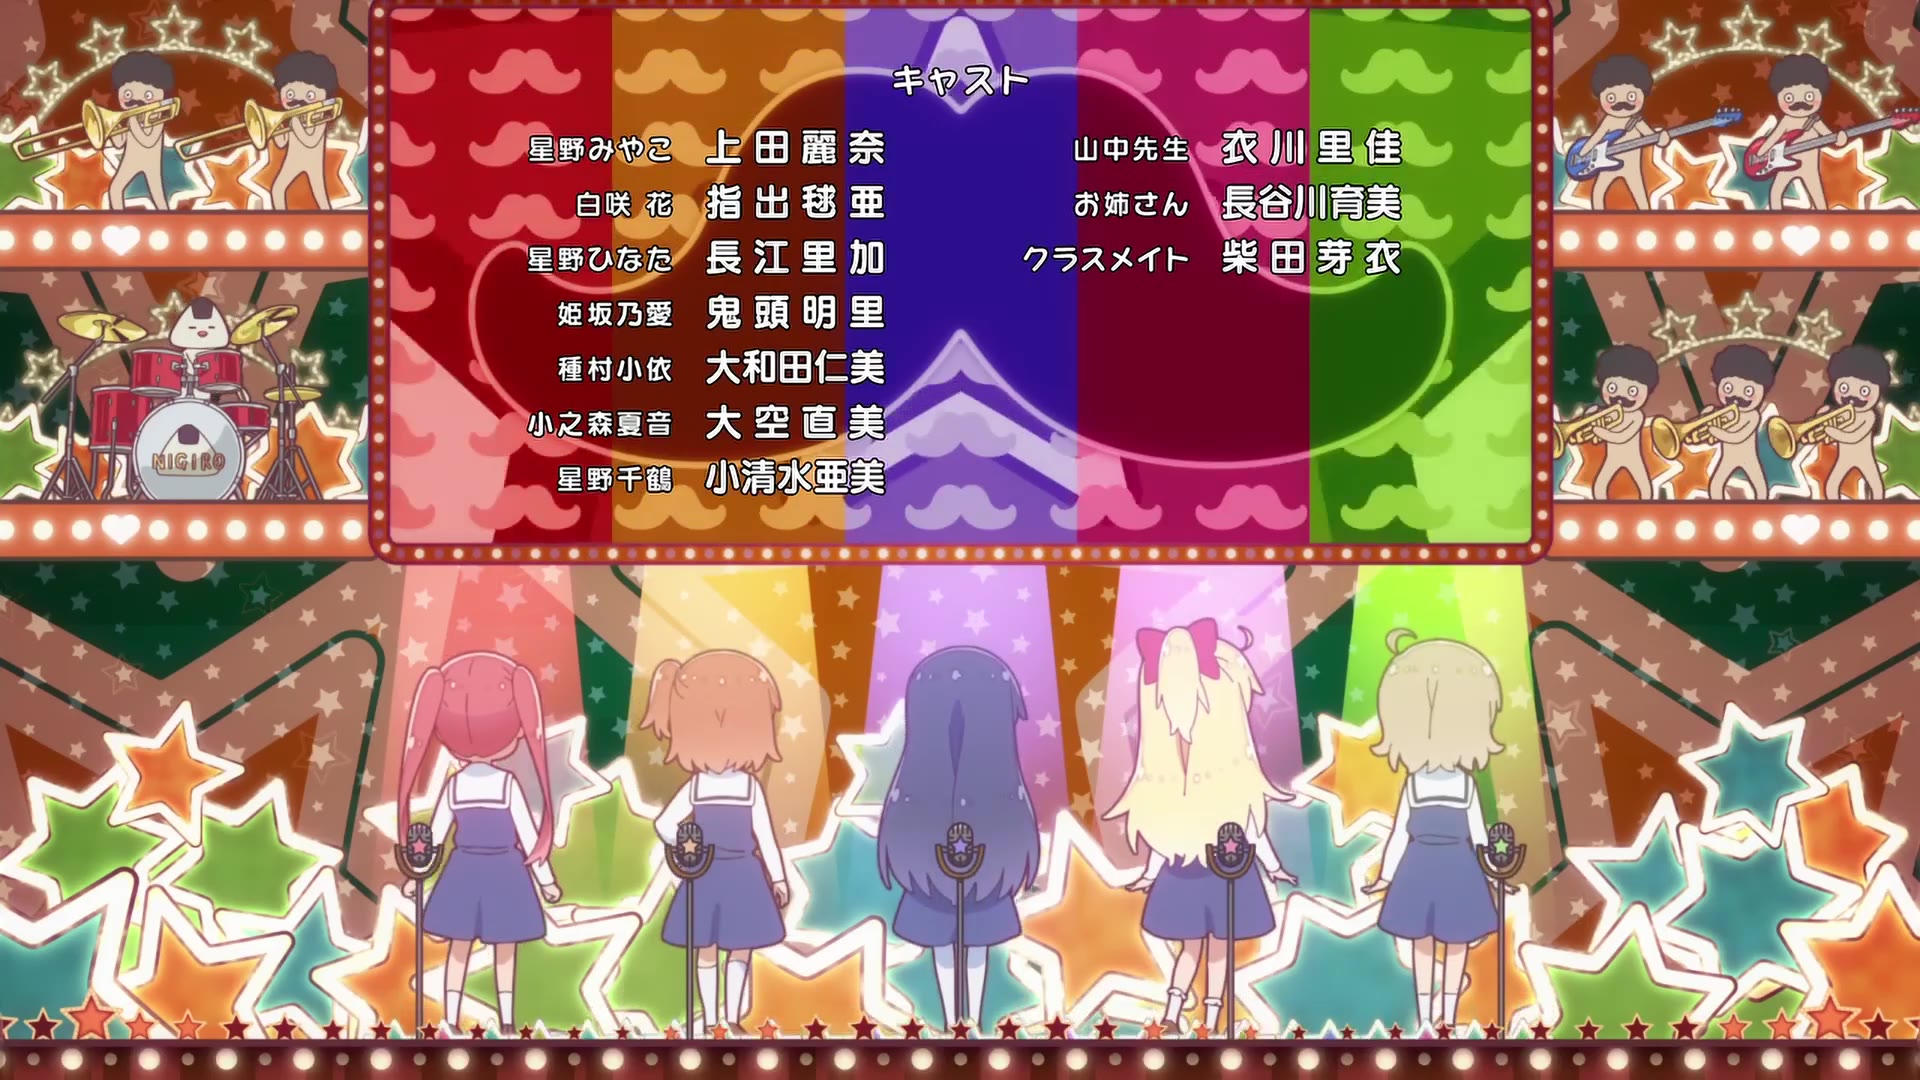 キャスト
星野みやこ 上田麗奈
白咲 花 指出毬亜
星野ひなた 長江里加
姫坂乃愛 鬼頭明里
種村小依 大和田仁美
小之森夏音 大空直美
星野千鶴 小清水亜美
山中先生 衣川里佳
お姉さん 長谷川育美
クラスメイト 柴田芽衣
NIGIRO